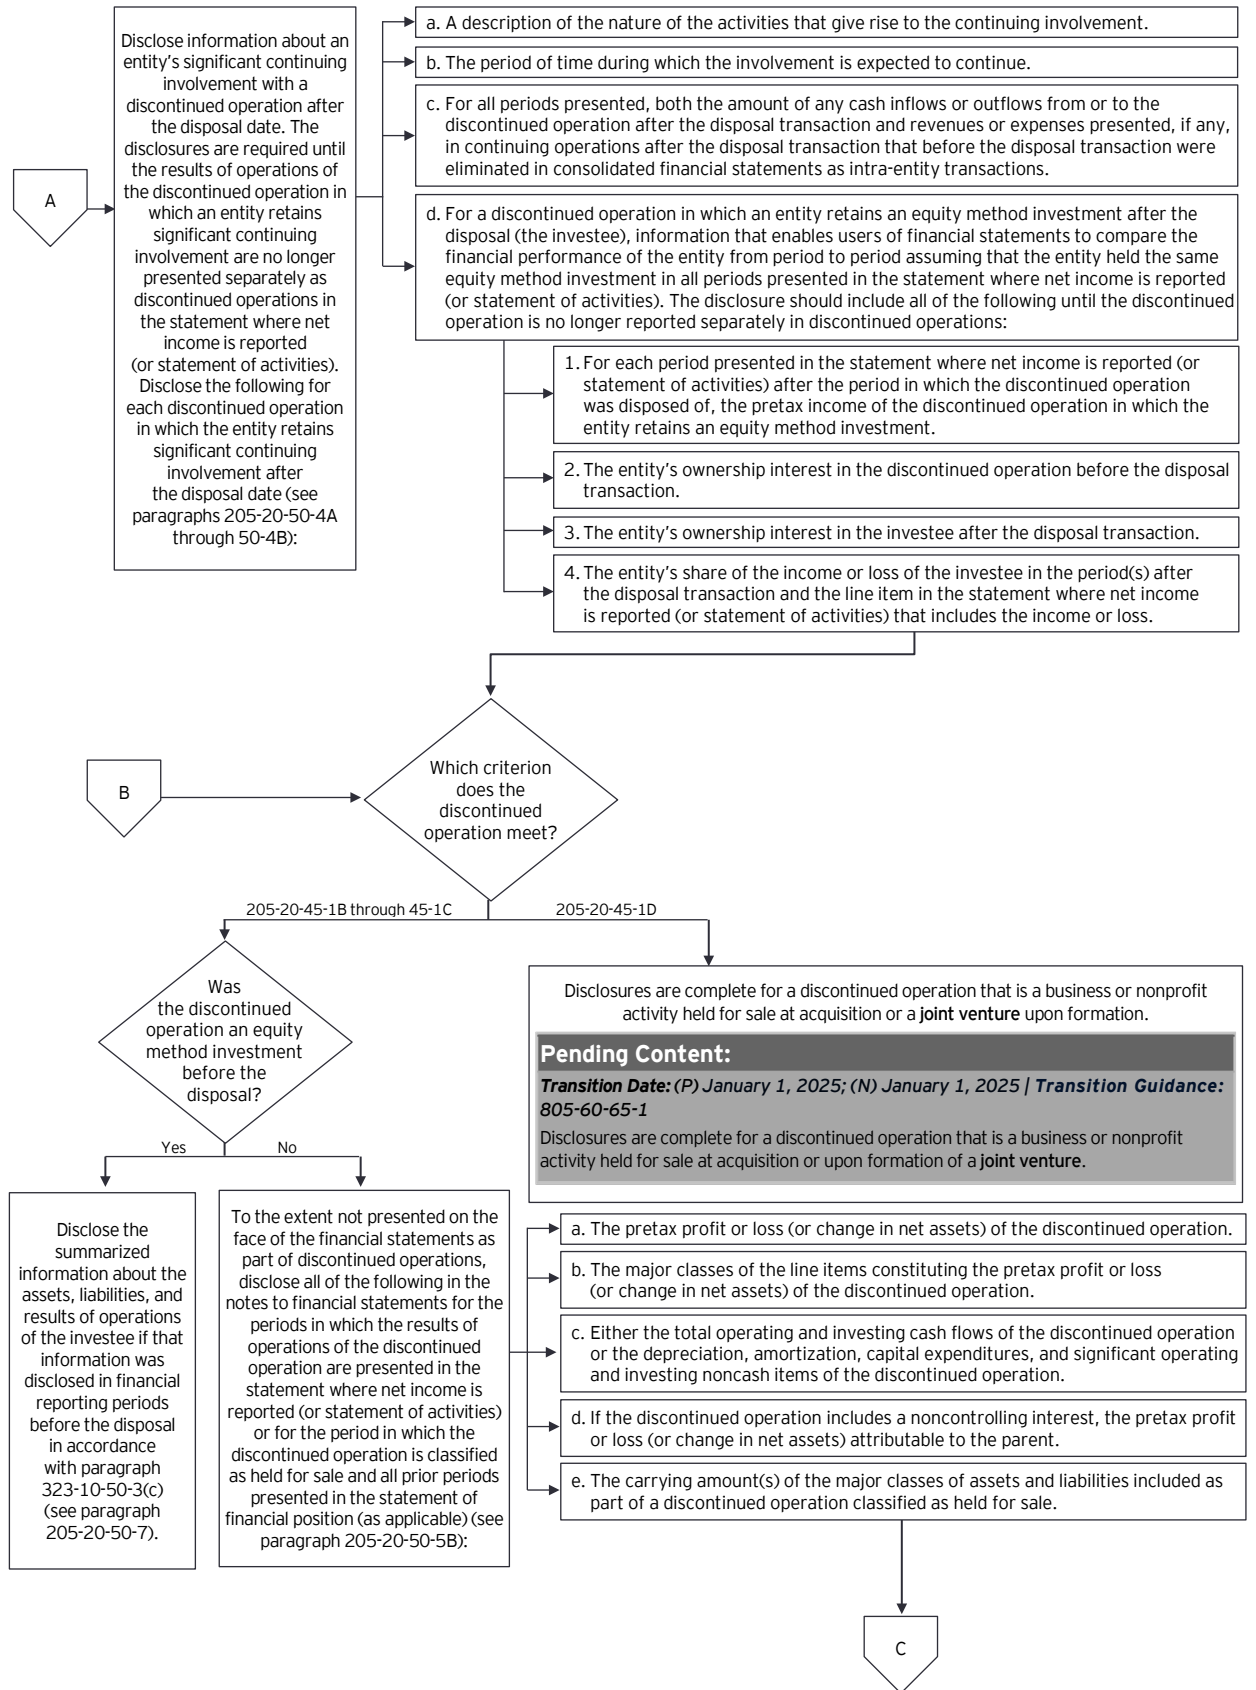 A
Disclose information about an
entity's significant continuing
involvement with a
discontinued operation after
the disposal date. The
disclosures are required until
the results of operations of
the discontinued operation in
which an entity retains
significant continuing
involvement are no longer
presented separately as
discontinued operations in
the statement where net
income is reported
(or statement of activities).
Disclose the following for
each discontinued operation
in which the entity retains
significant continuing
involvement after
the disposal date (see
paragraphs 205-20-50-4A
through 50-4B):
a. A description of the nature of the activities that give rise to the continuing involvement.
b. The period of time during which the involvement is expected to continue.
c. For all periods presented, both the amount of any cash inflows or outflows from or to the
discontinued operation after the disposal transaction and revenues or expenses presented, if any,
in continuing operations after the disposal transaction that before the disposal transaction were
eliminated in consolidated financial statements as intra-entity transactions.
d. For a discontinued operation in which an entity retains an equity method investment after the
disposal (the investee), information that enables users of financial statements to compare the
financial performance of the entity from period to period assuming that the entity held the same
equity method investment in all periods presented in the statement where net income is reported
(or statement of activities). The disclosure should include all of the following until the discontinued
operation is no longer reported separately in discontinued operations:
1. For each period presented in the statement where net income is reported (or
statement of activities) after the period in which the discontinued operation
was disposed of, the pretax income of the discontinued operation in which the
entity retains an equity method investment.
2. The entity's ownership interest in the discontinued operation before the disposal
transaction.
3. The entity's ownership interest in the investee after the disposal transaction.
4. The entity's share of the income or loss of the investee in the period(s) after
the disposal transaction and the line item in the statement where net income
is reported (or statement of activities) that includes the income or loss.
B
Which criterion
does the
discontinued
operation meet?
205-20-45-1B through 45-1C
205-20-45-1D
Was
the discontinued
operation an equity
method investment
before the
disposal?
Disclosures are complete for a discontinued operation that is a business or nonprofit
activity held for sale at acquisition or a joint venture upon formation.
Pending Content:
Transition Date: (P) January 1, 2025; (N) January 1, 2025 | Transition Guidance:
805-60-65-1
Disclosures are complete for a discontinued operation that is a business or nonprofit
activity held for sale at acquisition or upon formation of a joint venture.
Yes
No
Disclose the
summarized
information about the
assets, liabilities, and
results of operations
of the investee if that
information was
disclosed in financial
reporting periods
before the disposal
in accordance
with paragraph
323-10-50-3(c)
(see paragraph
205-20-50-7).
To the extent not presented on the
face of the financial statements as
part of discontinued operations,
disclose all of the following in the
notes to financial statements for the
periods in which the results of
operations of the discontinued
operation are presented in the
statement where net income is
reported (or statement of activities)
or for the period in which the
discontinued operation is classified
as held for sale and all prior periods
presented in the statement of
financial position (as applicable) (see
paragraph 205-20-50-5B):
a. The pretax profit or loss (or change in net assets) of the discontinued operation.
b. The major classes of the line items constituting the pretax profit or loss
(or change in net assets) of the discontinued operation.
c. Either the total operating and investing cash flows of the discontinued operation
or the depreciation, amortization, capital expenditures, and significant operating
and investing noncash items of the discontinued operation.
d. If the discontinued operation includes a noncontrolling interest, the pretax profit
or loss (or change in net assets) attributable to the parent.
e. The carrying amount(s) of the major classes of assets and liabilities included as
part of a discontinued operation classified as held for sale.
C